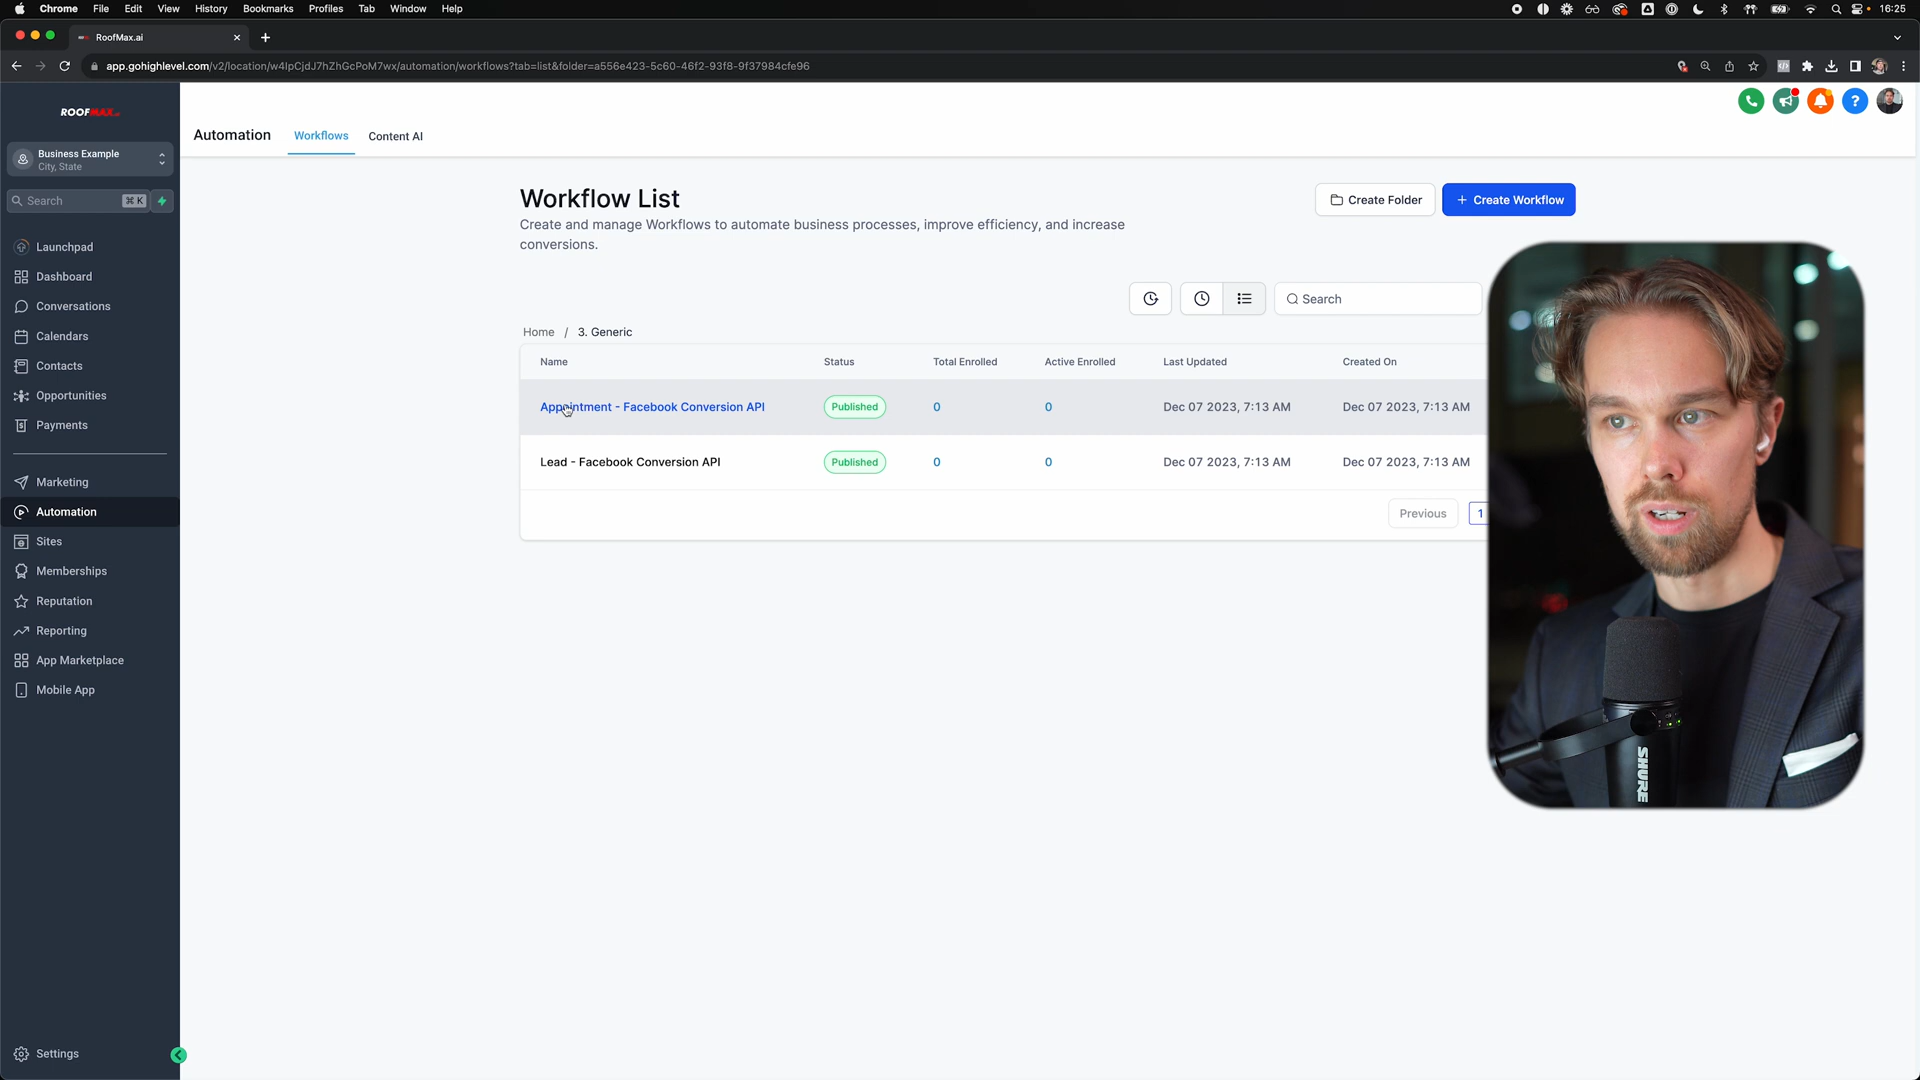 Chrome File Edit View History Bookmarks Profiles Tab Window Help 16:25
RoofMax.ai
app.gohighlevel.com/v2/location/w4IpCjdJ7hZhGcPoM7wx/automation/workflows?tab=list&folder=a556e423-5c60-46f2-93f8-9f37984cfe96
ROOFMAX
Business Example
City, State
Search ⌘ K
Launchpad
Dashboard
Conversations
Calendars
Contacts
Opportunities
Payments
Marketing
Automation
Sites
Memberships
Reputation
Reporting
App Marketplace
Mobile App
Settings
Automation Workflows Content AI
Workflow List
Create and manage Workflows to automate business processes, improve efficiency, and increase
conversions.
Create Folder + Create Workflow
Search
Home / 3. Generic
Name Status Total Enrolled Active Enrolled Last Updated Created On
Appointment - Facebook Conversion API Published 0 0 Dec 07 2023, 7:13 AM Dec 07 2023, 7:13 AM
Lead - Facebook Conversion API Published 0 0 Dec 07 2023, 7:13 AM Dec 07 2023, 7:13 AM
Previous 1
SHURE